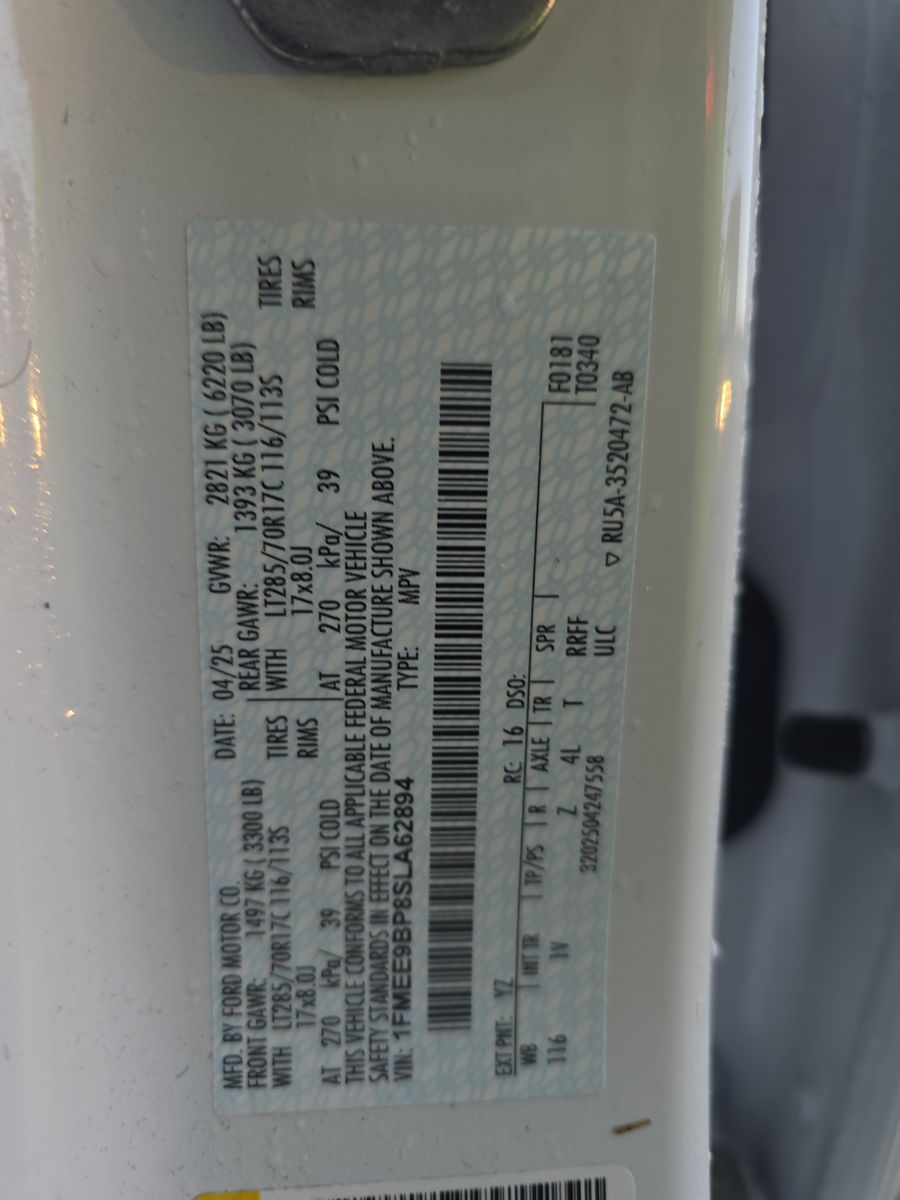 MFD. BY FORD MOTOR CO. DATE: 04/25 GVWR: 2821 KG ( 6220 LB)
FRONT GAWR: 1497 KG ( 3300 LB) REAR GAWR: 1393 KG ( 3070 LB)
WITH LT285/70R17C 116/113S TIRES WITH LT285/70R17C 116/113S TIRES
17x8.0J RIMS 17x8.0J RIMS
AT 270 kPa/ 39 PSI COLD AT 270 kPa/ 39 PSI COLD
THIS VEHICLE CONFORMS TO ALL APPLICABLE FEDERAL MOTOR VEHICLE
SAFETY STANDARDS IN EFFECT ON THE DATE OF MANUFACTURE SHOWN ABOVE.
VIN: 1FMEE9BP8SLA62894 TYPE: MPV
EXT PNT: YZ RC: 16 DSO:
WB INT TR TP/PS R AXLE TR SPR F0181
116 IV Z 4L T RRFF T0340
3202504247558 ULC
▽ RU5A-3520472-AB